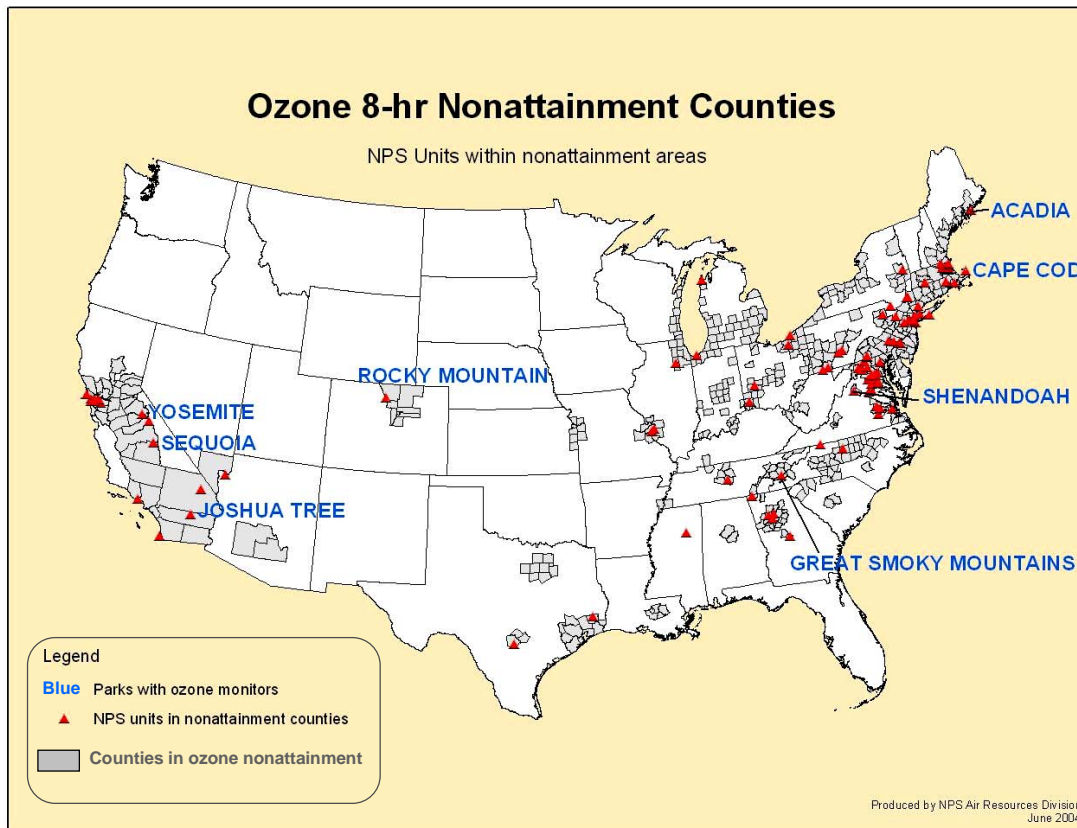 Ozone 8-hr Nonattainment Counties
NPS Units within nonattainment areas
ACADIA
CAPE COD
ROCKY MOUNTAIN
SHENANDOAH
YOSEMITE
SEQUOIA
JOSHUA TREE
GREAT SMOKY MOUNTAINS
Legend
Blue Parks with ozone monitors
NPS units in nonattainment counties
Counties in ozone nonattainment
Produced by NPS Air Resources Division
June 2004